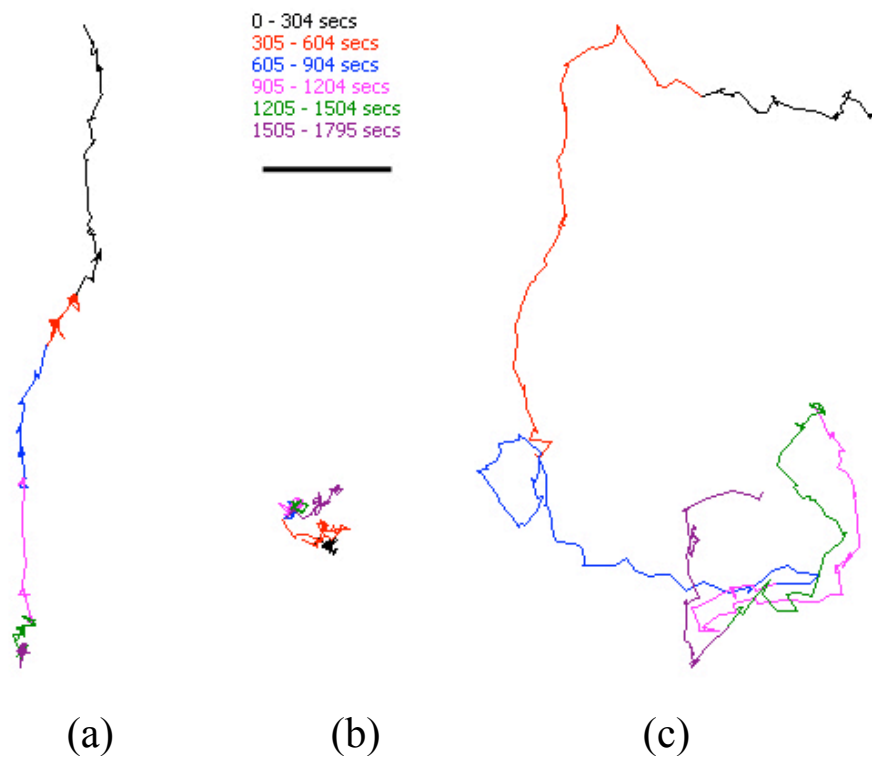 0 - 304 secs
305 - 604 secs
605 - 904 secs
905 - 1204 secs
1205 - 1504 secs
1505 - 1795 secs
(a) (b) (c)